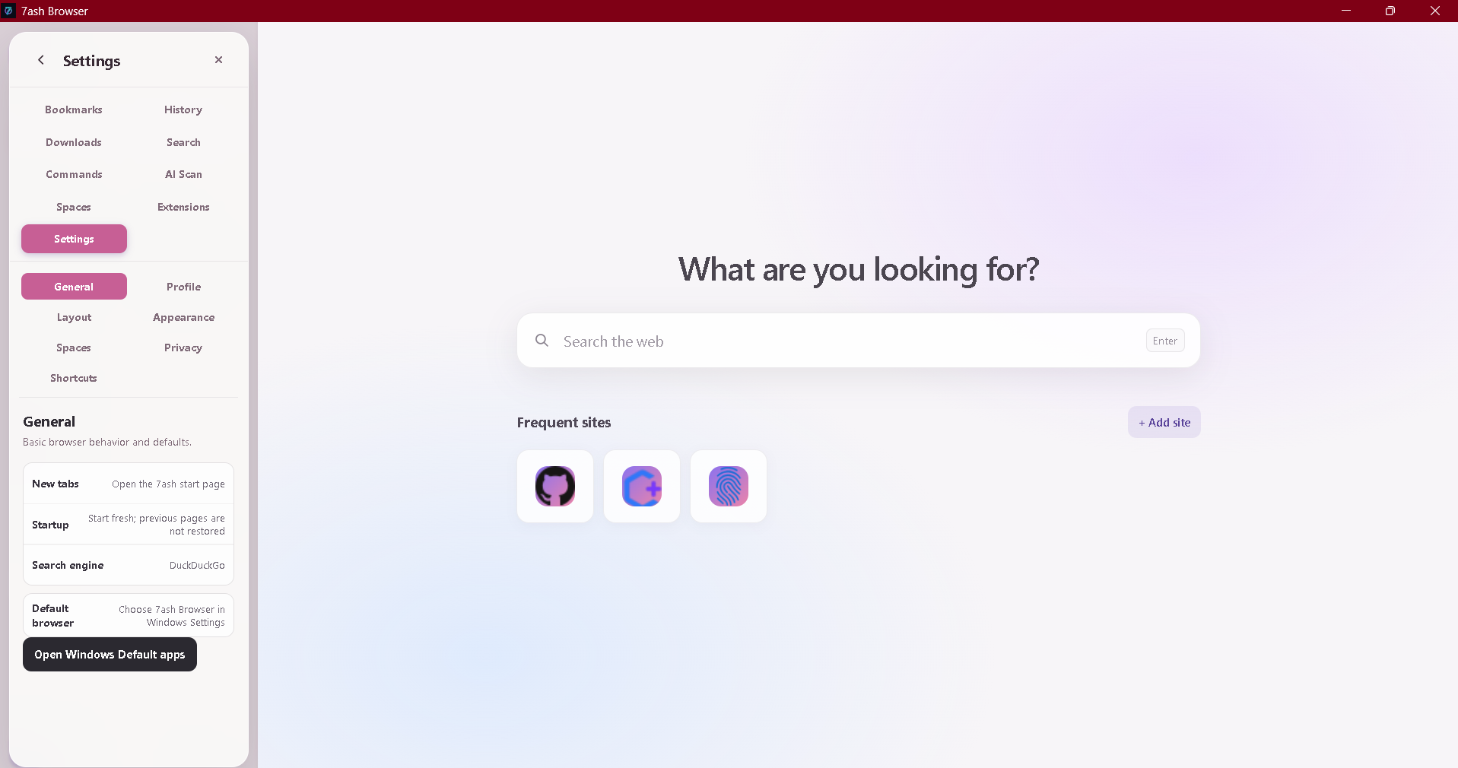 7ash Browser
Settings
Bookmarks
History
Downloads
Search
Commands
AI Scan
Spaces
Extensions
Settings
General
Profile
Layout
Appearance
Spaces
Privacy
Shortcuts
General
Basic browser behavior and defaults.
New tabs
Open the 7ash start page
Startup
Start fresh; previous pages are
not restored
Search engine
DuckDuckGo
Default
browser
Choose 7ash Browser in
Windows Settings
Open Windows Default apps
What are you looking for?
Search the web
Enter
Frequent sites
+ Add site